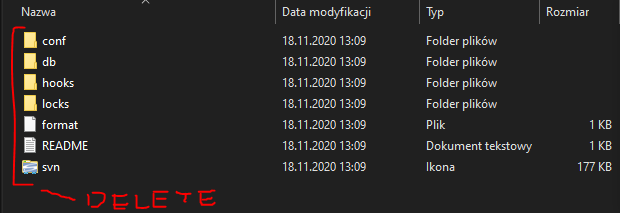 Nazwa Data modyfikacji Typ Rozmiar
conf 18.11.2020 13:09 Folder plików
db 18.11.2020 13:09 Folder plików
hooks 18.11.2020 13:09 Folder plików
locks 18.11.2020 13:09 Folder plików
format 18.11.2020 13:09 Plik 1 KB
README 18.11.2020 13:09 Dokument tekstowy 1 KB
svn 18.11.2020 13:09 Ikona 177 KB
DELETE